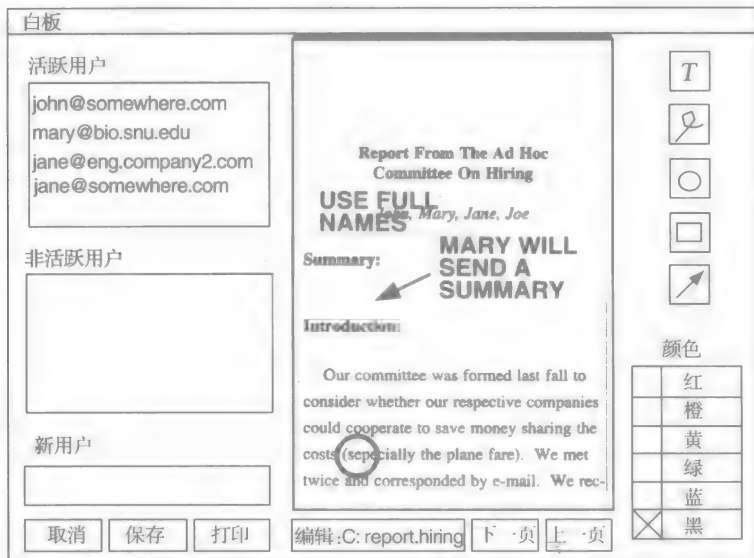 白板
活跃用户
john@somewhere.com
mary@bio.snu.edu
jane@eng.company2.com
jane@somewhere.com
非活跃用户
新用户
取消 保存 打印
Report From The Ad Hoc
Committee On Hiring
USE FULL
NAMES
John, Mary, Jane, Joe
MARY WILL
SEND A
SUMMARY
Summary:
Introduction:
Our committee was formed last fall to
consider whether our respective companies
could cooperate to save money sharing the
costs (sepecially the plane fare). We met
twice and corresponded by e-mail. We rec-
编辑:C: report.hiring 下一页 上一页
T
颜色
红
橙
黄
绿
蓝
黑